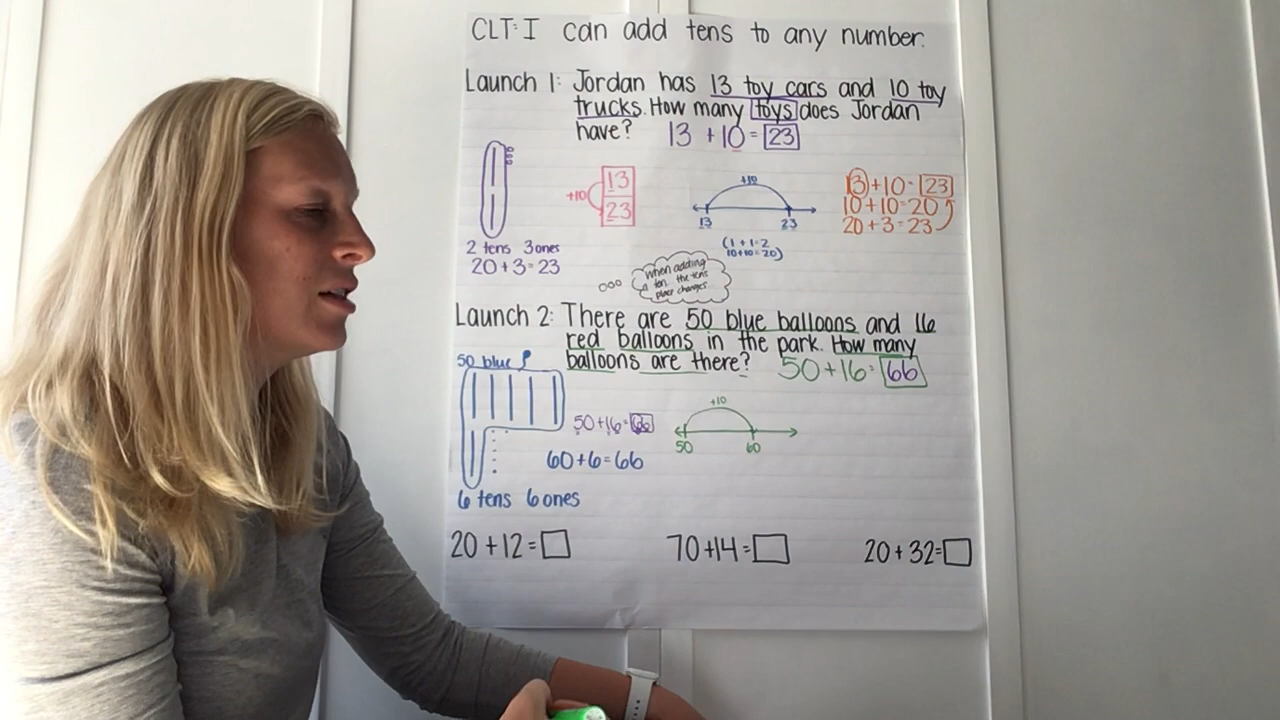 CLT: I can add tens to any number.
Launch 1: Jordan has 13 toy cars and 10 toy
trucks. How many toys does Jordan
have? 13 + 10 = 23
+10
13
23
+10
13 23
(1 + 1 = 2
10+10=20)
13+10=23
10+10=20
20+3=23
2 tens 3 ones
20+3=23
When adding
a ten, the tens
place changes.
Launch 2: There are 50 blue balloons and 16
red balloons in the park. How many
balloons are there? 50+16=66
50 blue
50+16=66
60+6=66
+10
50 60
6 tens 6 ones
20+12=
70+14=
20+32=